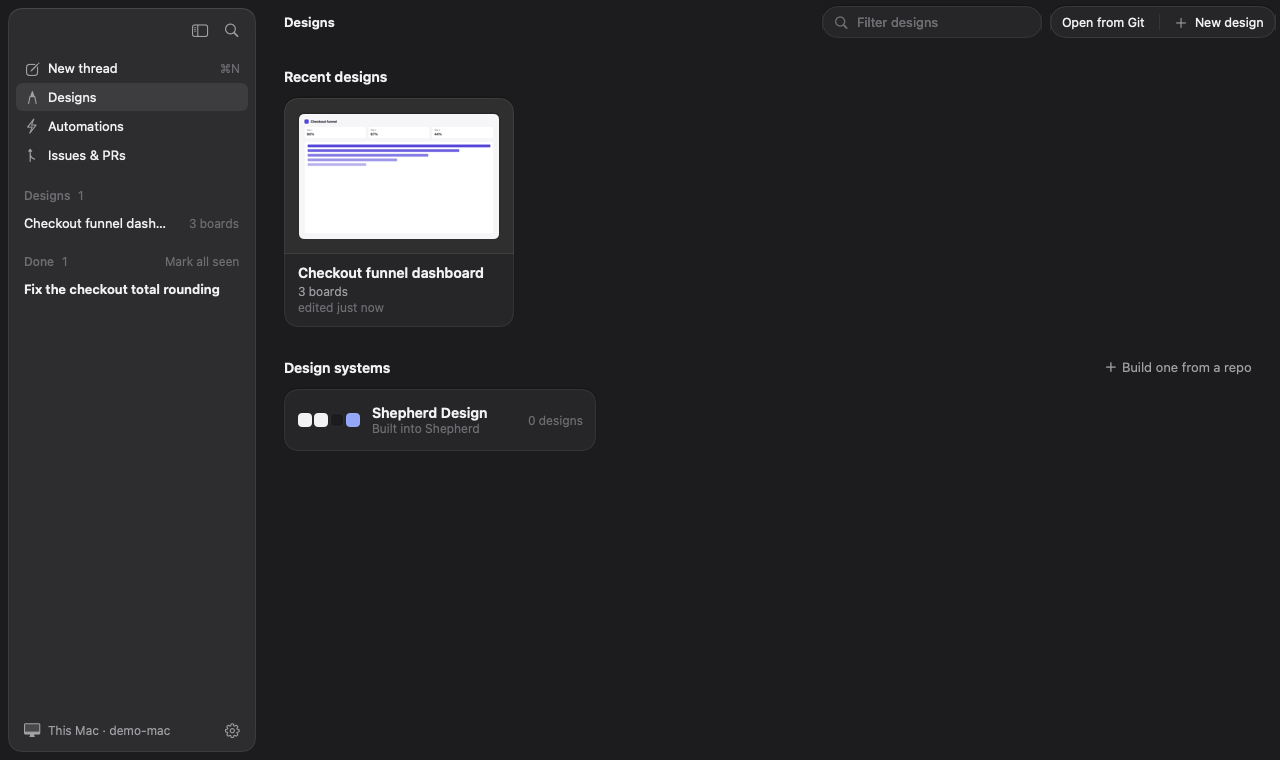 Designs
Filter designs
Open from Git
New design
New thread
⌘N
Designs
Automations
Issues & PRs
Designs 1
Checkout funnel dash...
3 boards
Done 1
Mark all seen
Fix the checkout total rounding
This Mac · demo-mac
Recent designs
Checkout funnel
Checkout funnel dashboard
3 boards
edited just now
Design systems
Build one from a repo
Shepherd Design
Built into Shepherd
0 designs